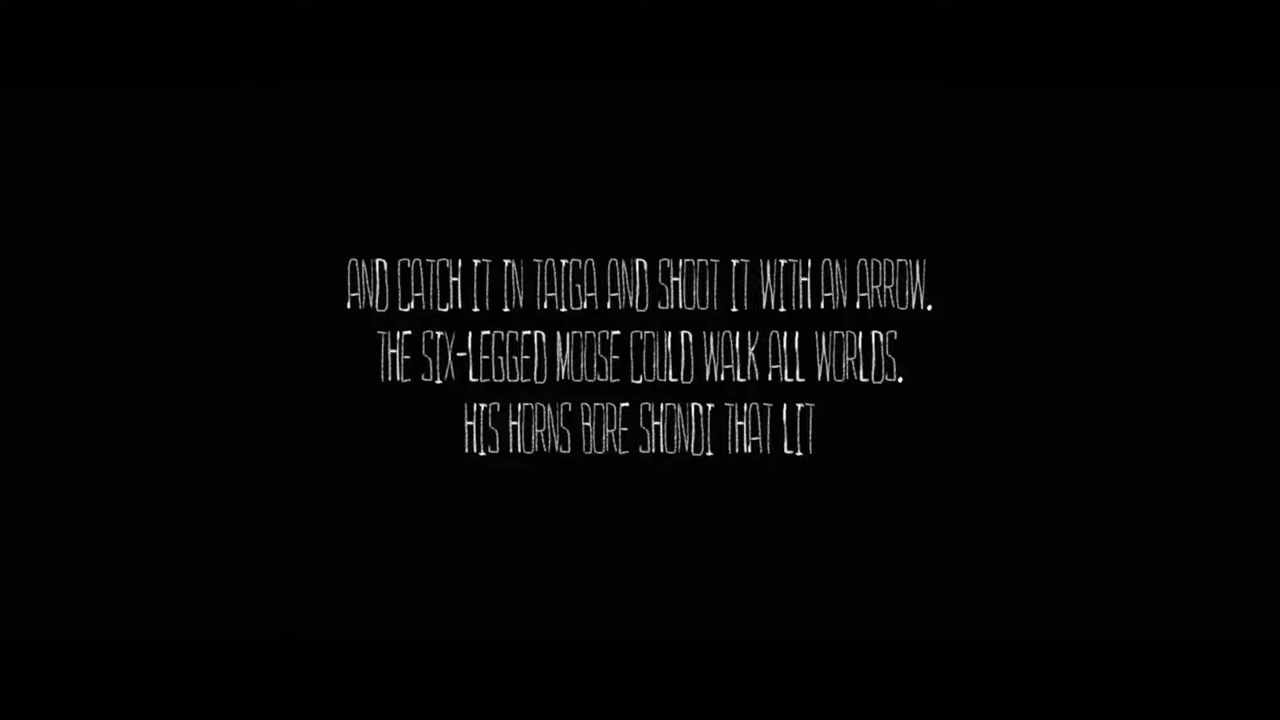 AND CATCH IT IN TAIGA AND SHOOT IT WITH AN ARROW.
THE SIX-LEGGED MOOSE COULD WALK ALL WORLDS.
HIS HORNS BORE SHONDI THAT LIT